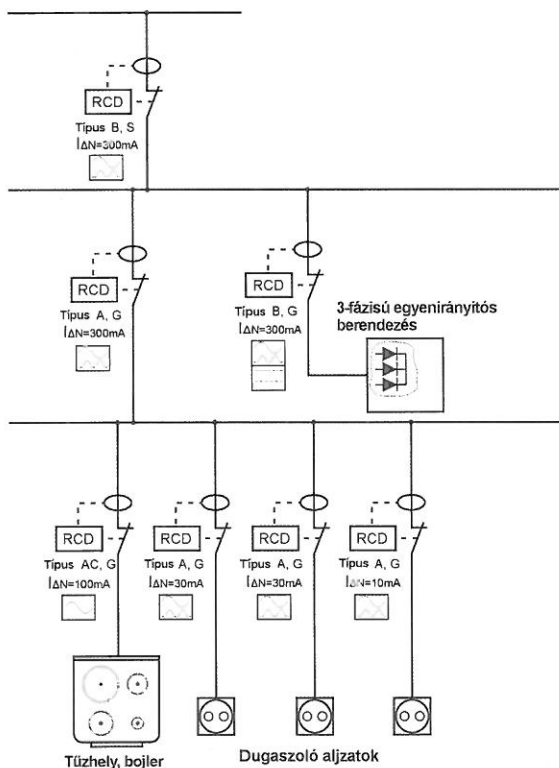 RCD
Típus B, S
IΔN=300mA
RCD
Típus A, G
IΔN=300mA
RCD
Típus B, G
IΔN=300mA
3-fázisú egyenirányítós
berendezés
RCD
Típus AC, G
IΔN=100mA
RCD
Típus A, G
IΔN=30mA
RCD
Típus A, G
IΔN=30mA
RCD
Típus A, G
IΔN=10mA
Tűzhely, bojler
Dugaszoló aljzatok